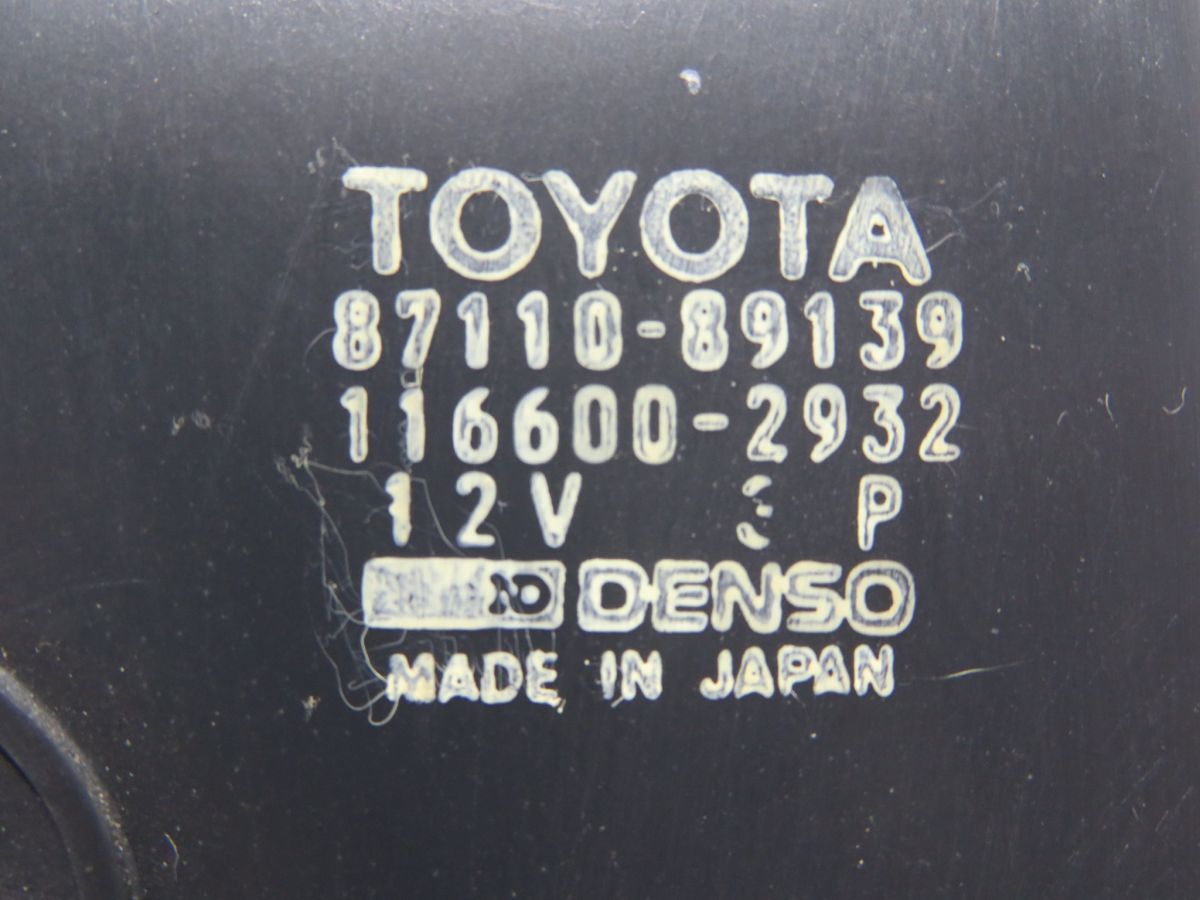 TOYOTA
87110-89139
116600-2932
12V P
DENSO
MADE IN JAPAN